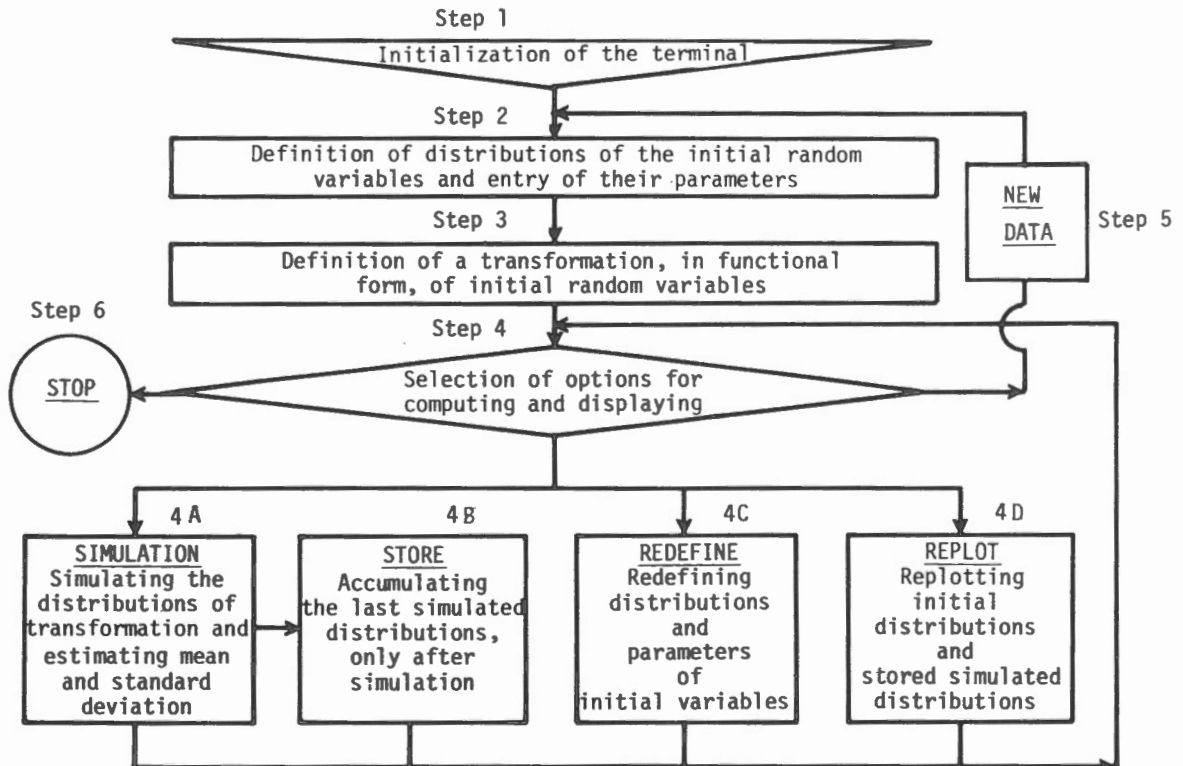 Step 1
Initialization of the terminal
Step 2
Definition of distributions of the initial random
variables and entry of their parameters
NEW
DATA
Step 5
Step 3
Definition of a transformation, in functional
form, of initial random variables
Step 6
Step 4
STOP
Selection of options for
computing and displaying
4A
SIMULATION
Simulating the
distributions of
transformation and
estimating mean
and standard
deviation
4B
STORE
Accumulating
the last simulated
distributions,
only after
simulation
4C
REDEFINE
Redefining
distributions
and
parameters
of
initial variables
4D
REPLOT
Replotting
initial
distributions
and
stored simulated
distributions